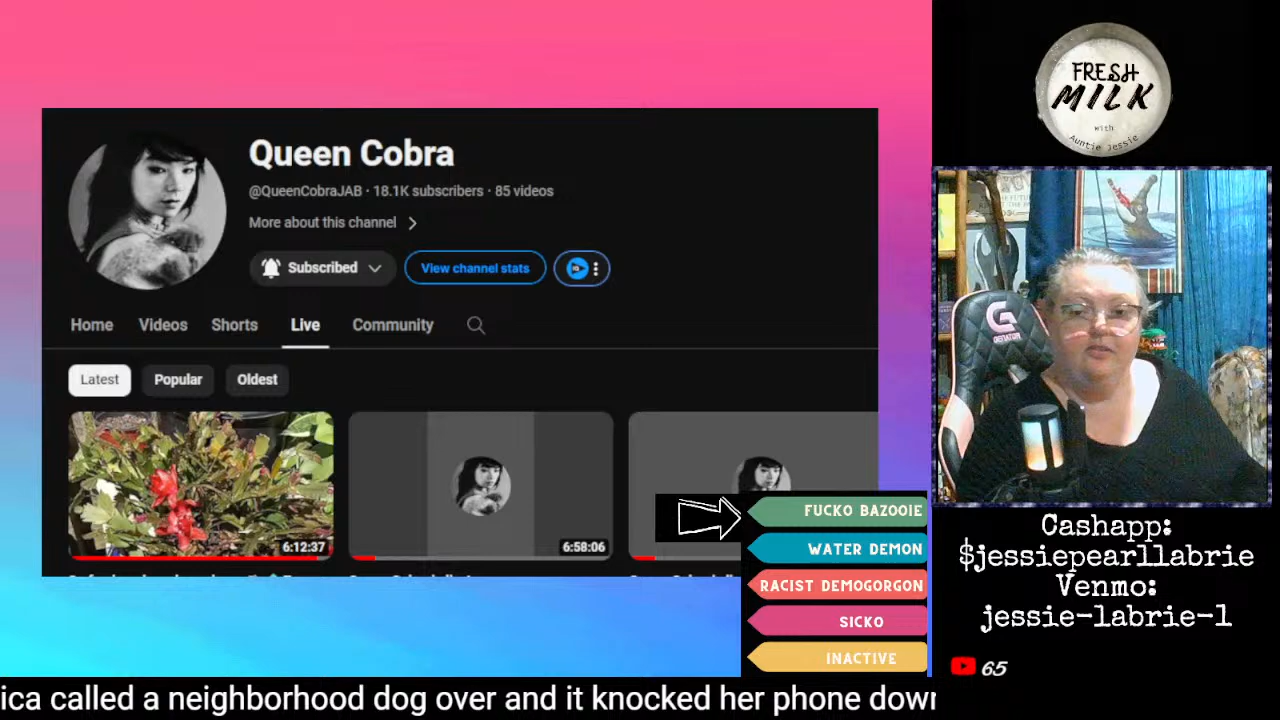 Queen Cobra
@QueenCobraJAB · 18.1K subscribers · 85 videos
More about this channel
Subscribed
View channel stats
Home Videos Shorts Live Community
Latest Popular Oldest
6:12:37
6:58:06
FUCKO BAZOOIE
WATER DEMON
RACIST DEMOGORGON
SICKO
INACTIVE
ica called a neighborhood dog over and it knocked her phone down
FRESH
MILK
with
Auntie Jessie
Cashapp:
$jessiepearllabrie
Venmo:
jessie-labrie-1
65